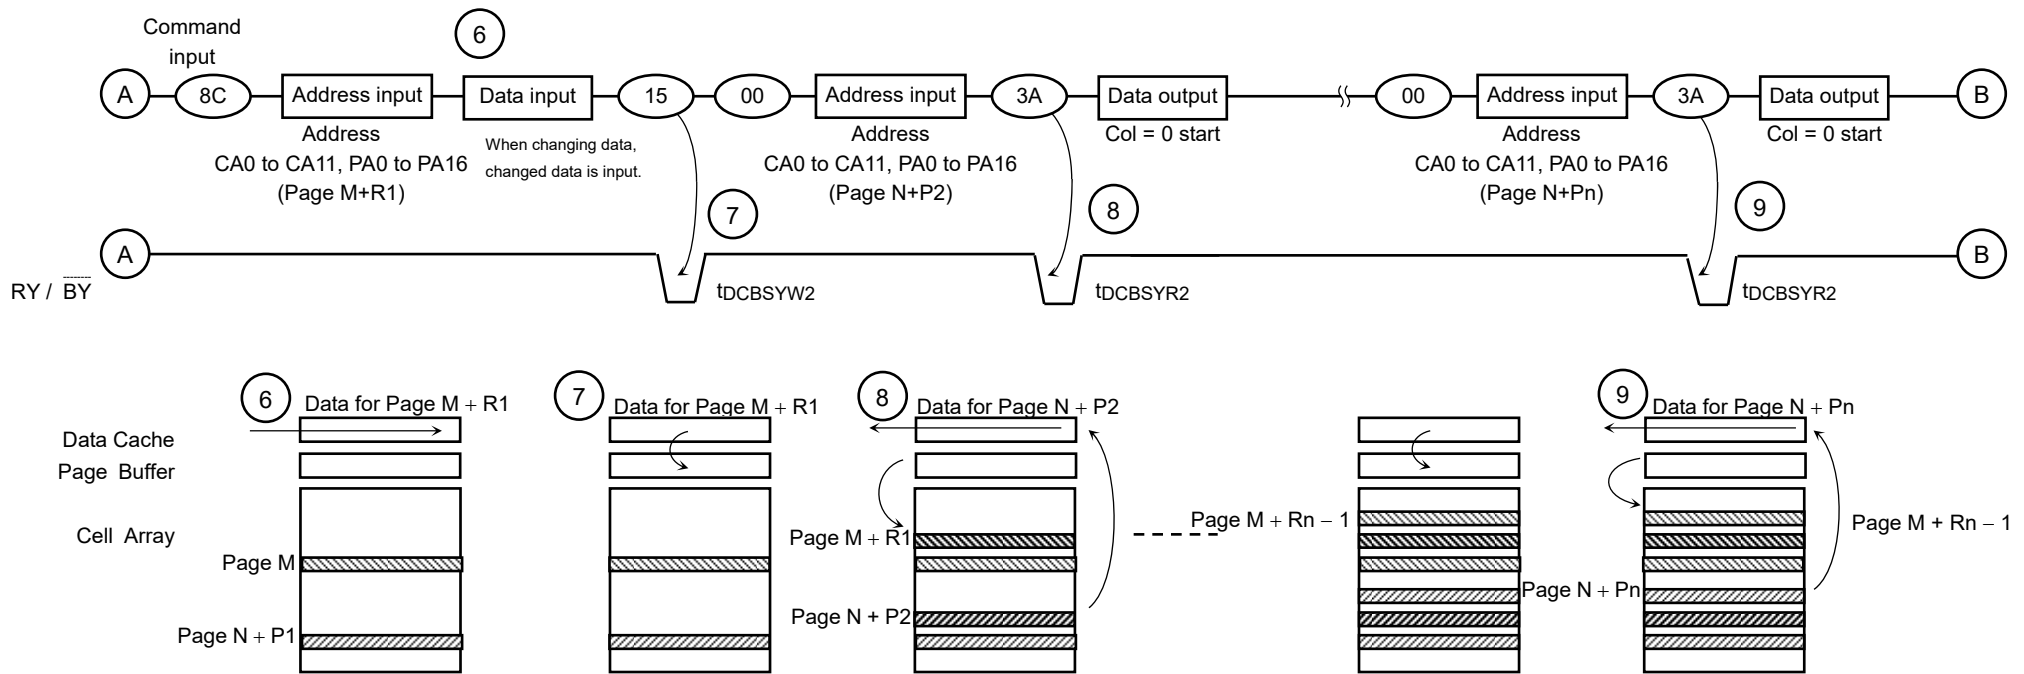 Command
input
6
A
8C
Address input
Data input
15
00
Address input
3A
Data output
00
Address input
3A
Data output
B
Address
CA0 to CA11, PA0 to PA16
(Page M+R1)
When changing data,
changed data is input.
Address
CA0 to CA11, PA0 to PA16
(Page N+P2)
Col = 0 start
Address
CA0 to CA11, PA0 to PA16
(Page N+Pn)
Col = 0 start
7
8
9
A
B
RY / BY
tDCBSYW2
tDCBSYR2
tDCBSYR2
6
Data for Page M + R1
7
Data for Page M + R1
8
Data for Page N + P2
9
Data for Page N + Pn
Data Cache
Page Buffer
Cell Array
Page M
Page N + P1
Page M + R1
Page N + P2
Page M + Rn − 1
Page N + Pn
Page M + Rn − 1